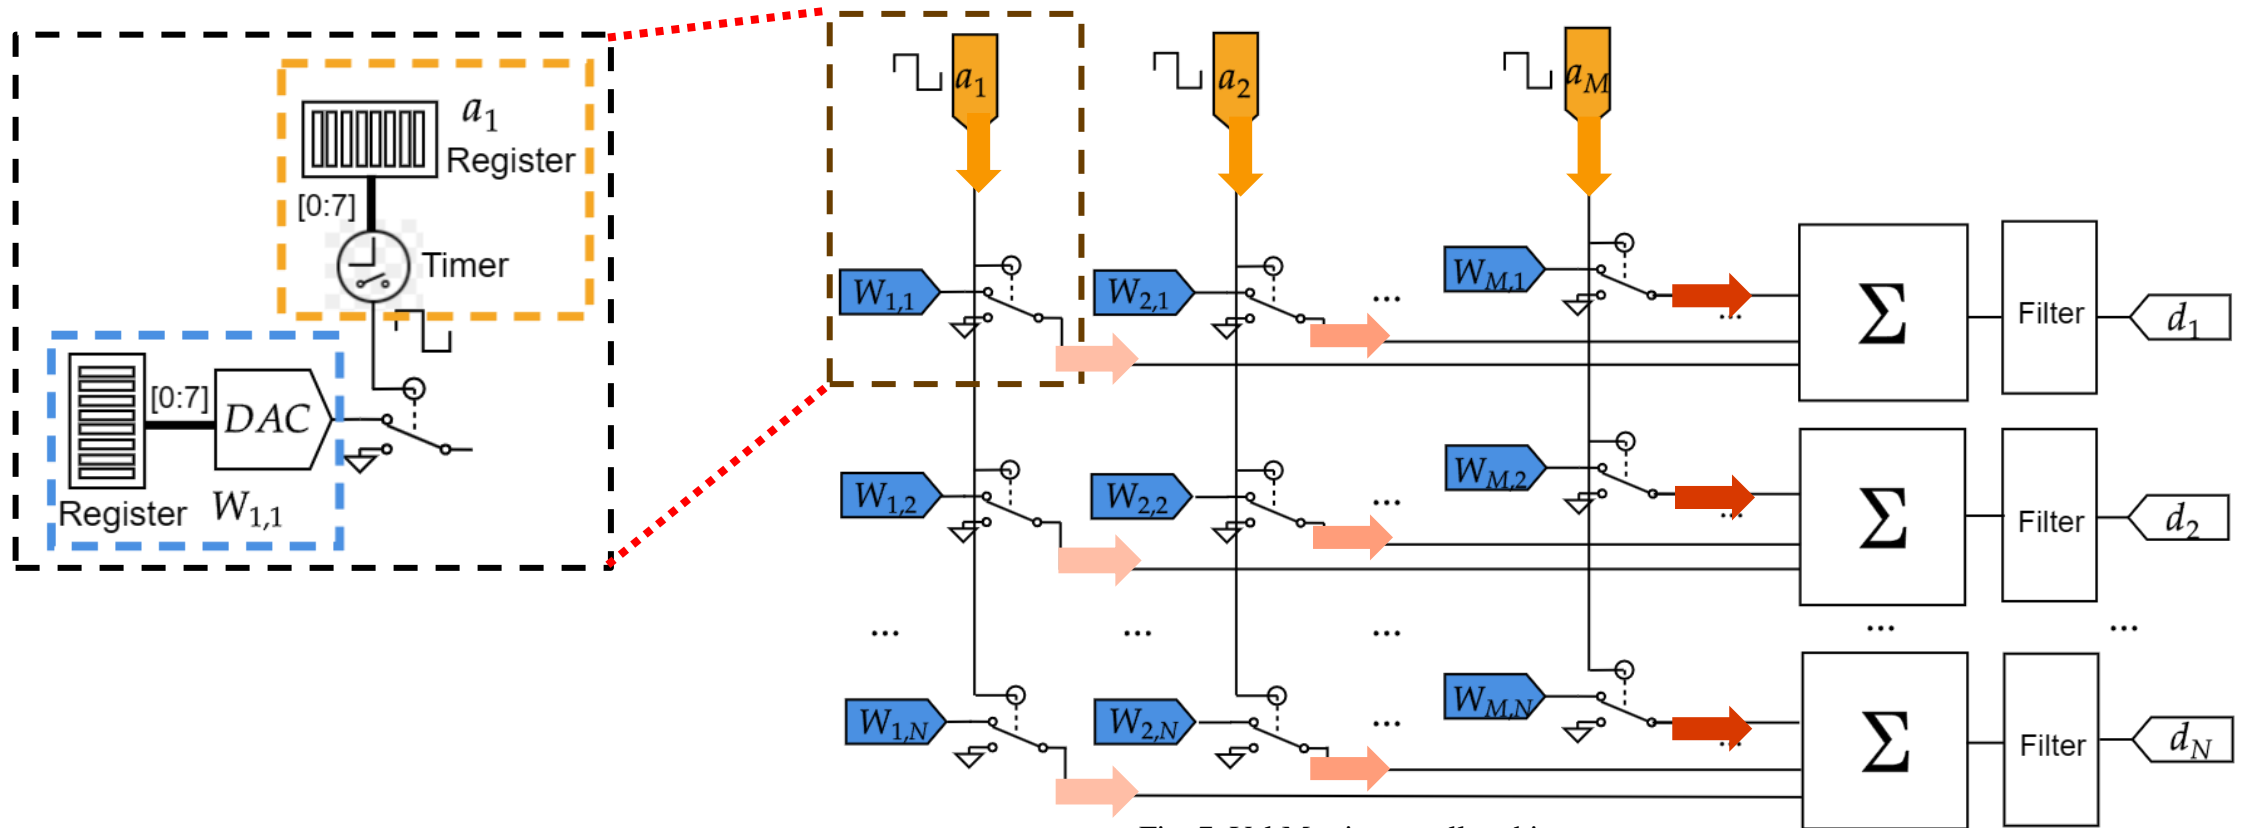 a1
Register
[0:7]
Timer
[0:7]
DAC
Register
W1,1
a1
a2
aM
W1,1
W2,1
...
WM,1
...
Σ
Filter
d1
W1,2
W2,2
...
WM,2
...
Σ
Filter
d2
...
...
...
...
...
W1,N
W2,N
...
WM,N
...
Σ
Filter
dN